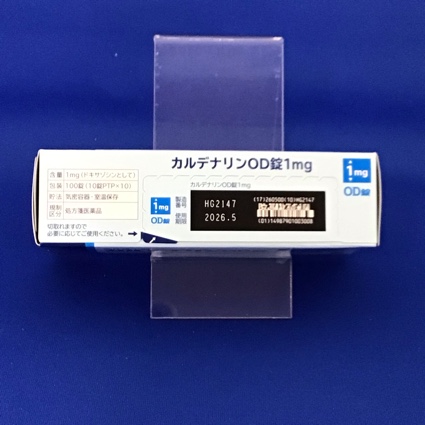 カルデナリンOD錠1mg
1mg
OD錠
含量 1mg(ドキサゾシンとして)
包装 100錠(10錠PTP×10)
貯法 気密容器・室温保存
規制区分 処方箋医薬品
切取れますので
必要に応じてご使用ください。
1mg
OD錠
カルデナリンOD錠1mg
製造番号 HG2147
使用期限 2026.5
(17)260500(10)HG2147
(01)14987901003008